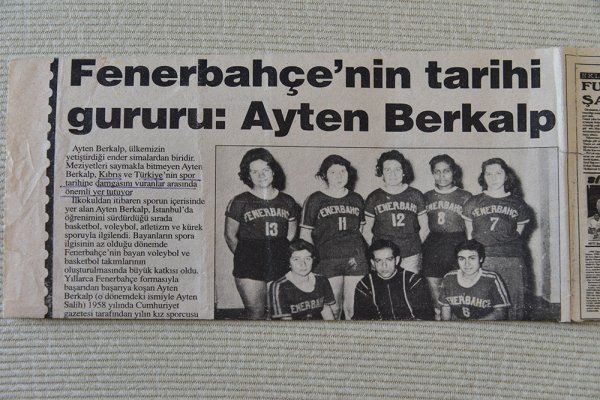 Fenerbahçe'nin tarihi
gururu: Ayten Berkalp
Ayten Berkalp, ülkemizin
yetiştirdiği ender simalardan biridir.
Meziyetleri saymakla bitmeyen Ayten
Berkalp, Kıbrıs ve Türkiye'nin spor
tarihine damgasını vuranlar arasında
önemli yer tutuyor
İlkokuldan itibaren sporun içerisinde
yer alan Ayten Berkalp, İstanbul'da
öğrenimini sürdürdüğü sırada
basketbol, voleybol, atletizm ve kürek
sporuyla ilgilendi. Bayanların spora
ilgisinin az olduğu dönemde
Fenerbahçe'nin bayan voleybol ve
basketbol takımlarının
oluşturulmasında büyük katkısı oldu.
Yıllarca Fenerbahçe formasıyla
başarıdan başarıya koşan Ayten
Berkalp (o dönemdeki ismiyle Ayten
Salih) 1958 yılında Cumhuriyet
gazetesi tarafından yılın kız sporcusu
FENERBAHÇE
13
FENERBAHÇE
11
FENERBAHÇE
12
8
FENERBAHÇE
7
FENERBAHÇE
6
FU
ŞA